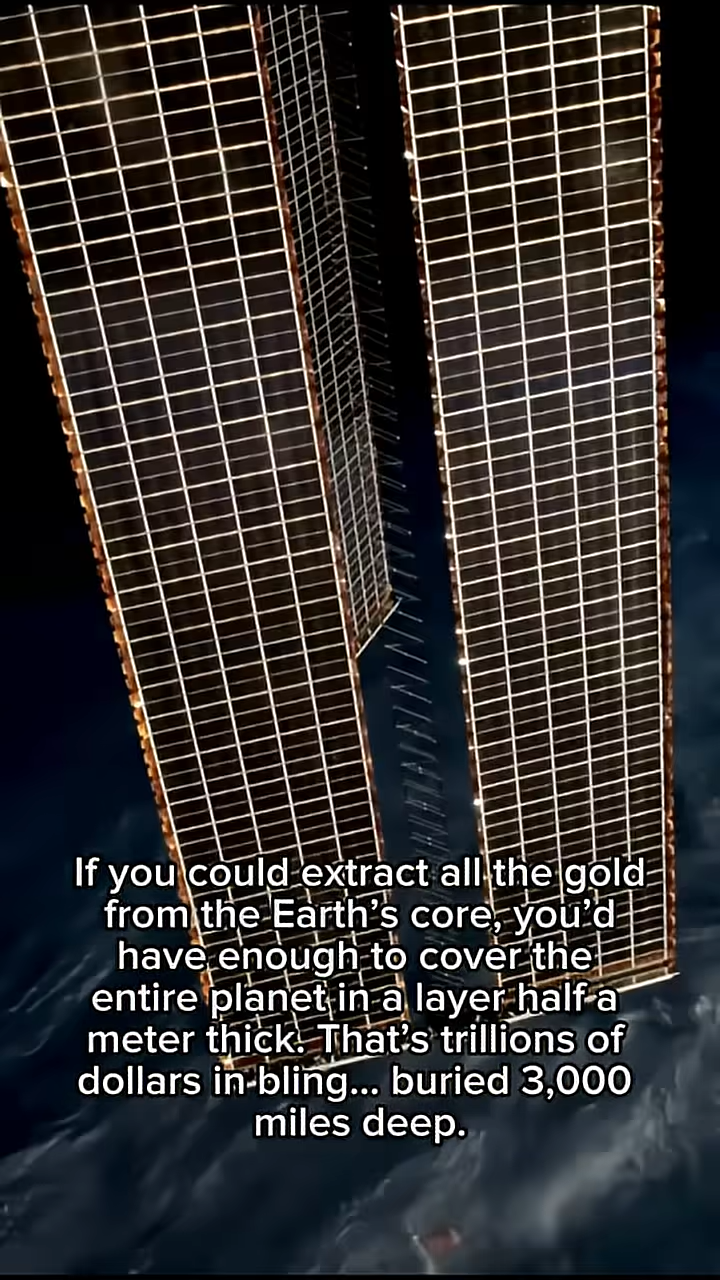 If you could extract all the gold
from the Earth’s core, you’d
have enough to cover the
entire planet in a layer half a
meter thick. That’s trillions of
dollars in bling... buried 3,000
miles deep.